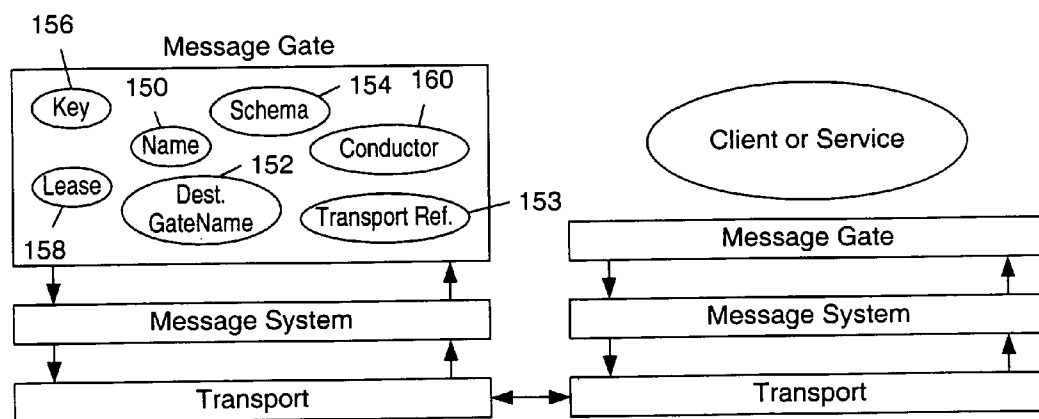 156
Message Gate
150
154
160
Key
Schema
Name
Conductor
Client or Service
152
Lease
Dest.
GateName
Transport Ref.
153
158
Message Gate
Message System
Message System
Transport
Transport